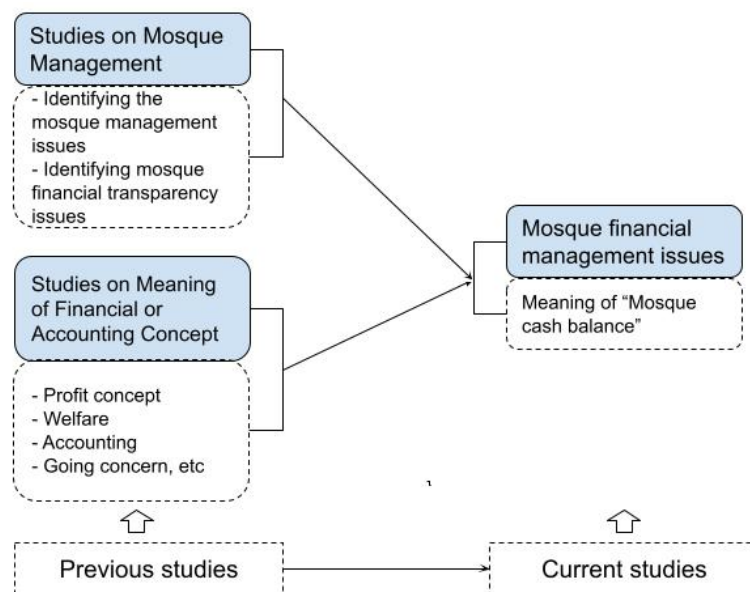 Studies on Mosque
Management
- Identifying the
mosque management
issues
- Identifying mosque
financial transparency
issues
Studies on Meaning
of Financial or
Accounting Concept
- Profit concept
- Welfare
- Accounting
- Going concern, etc
Mosque financial
management issues
Meaning of “Mosque
cash balance”
Previous studies
Current studies